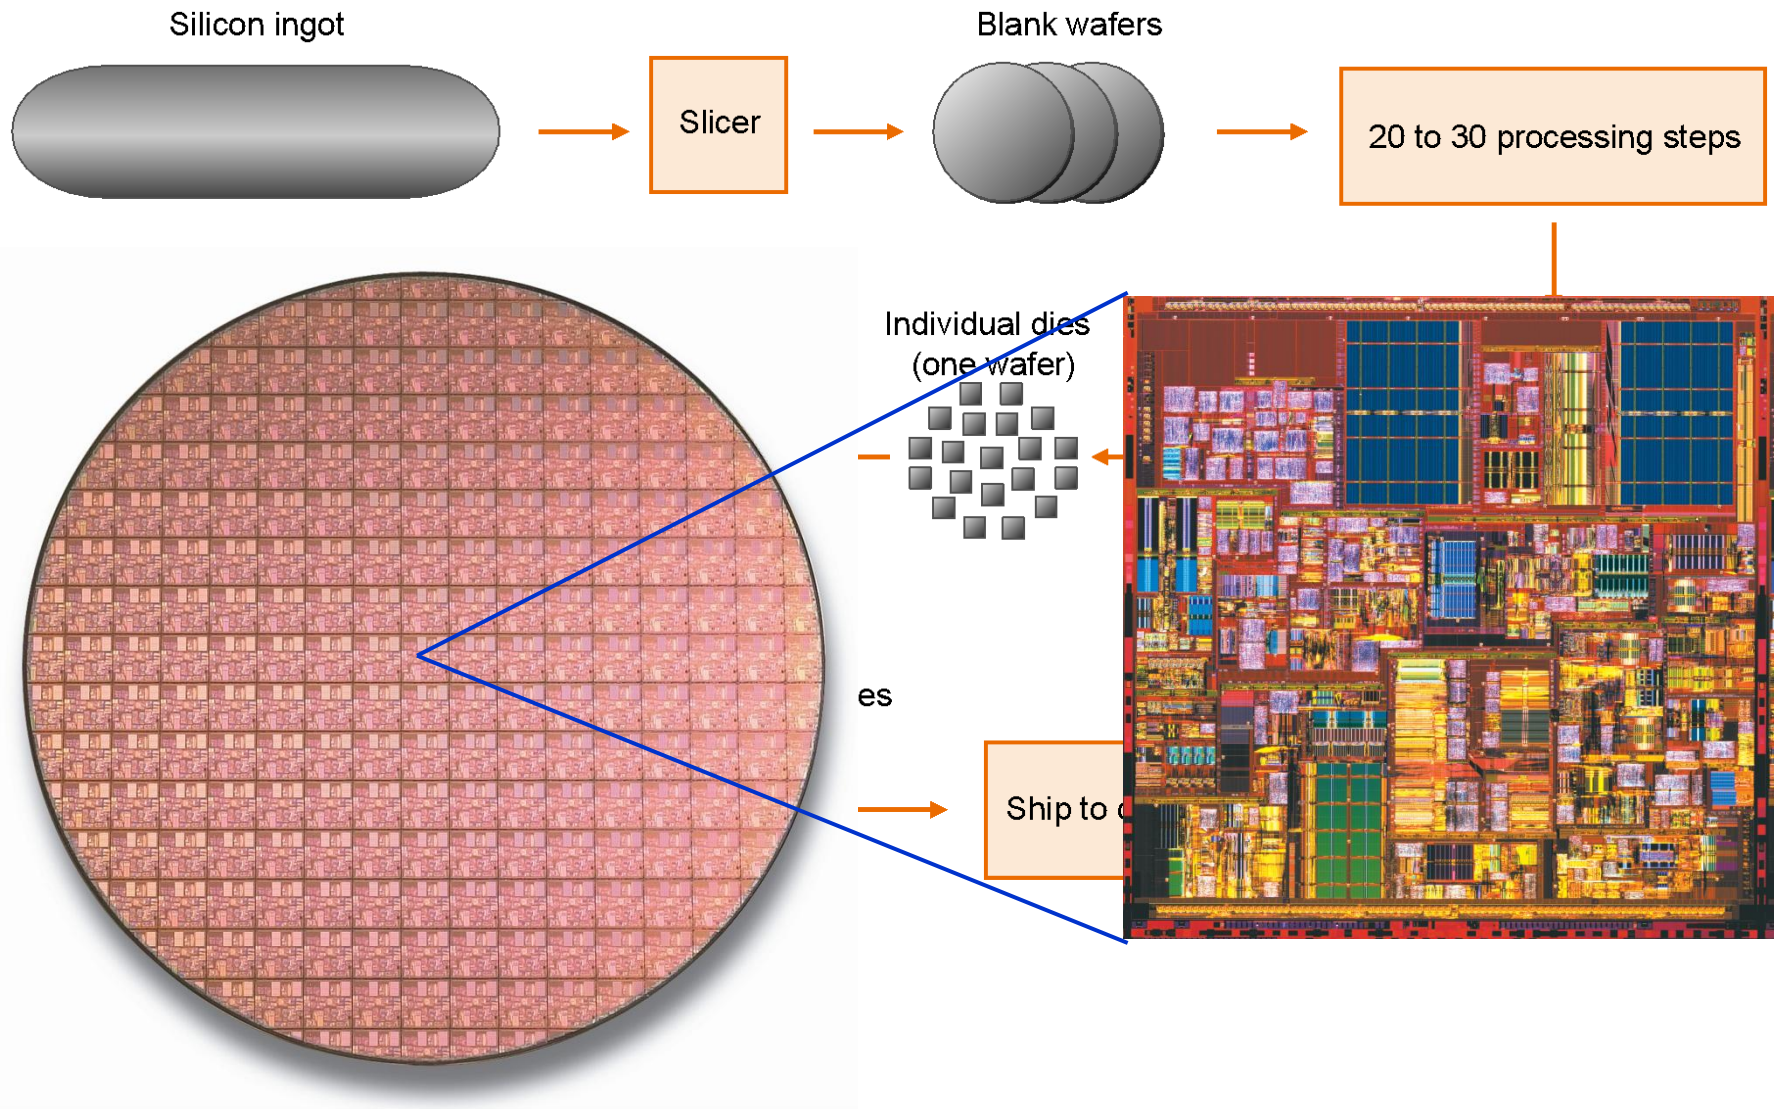 Silicon ingot
Blank wafers
Slicer
20 to 30 processing steps
Individual dies
(one wafer)
es
Ship to c